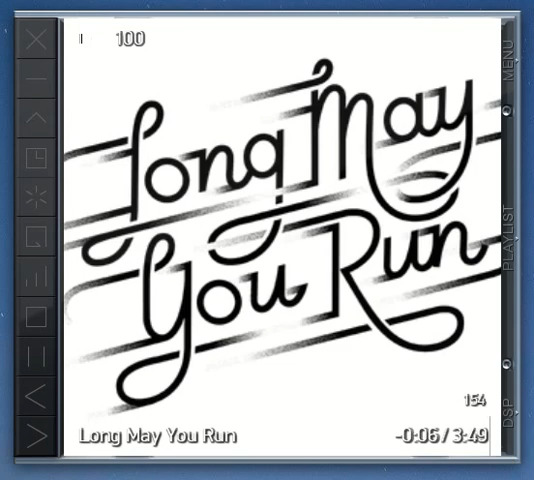 100
MENU
Long May
You Run
PLAYLIST
154
DSP
Long May You Run
-0:06/3:49